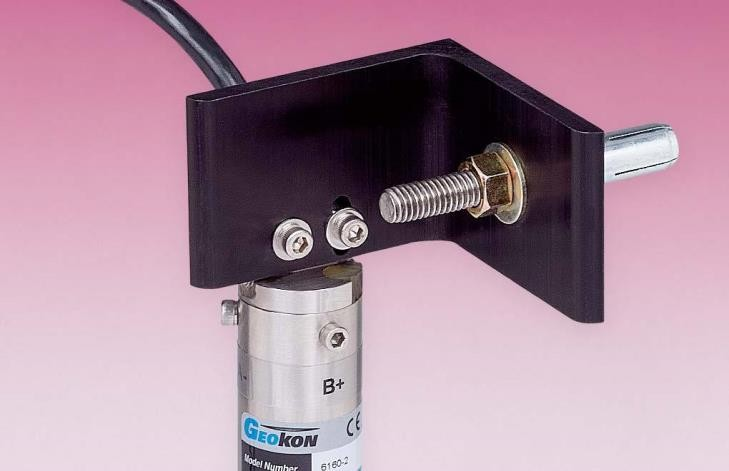 A-
B+
GEOKON CE
Model Number 6160-2